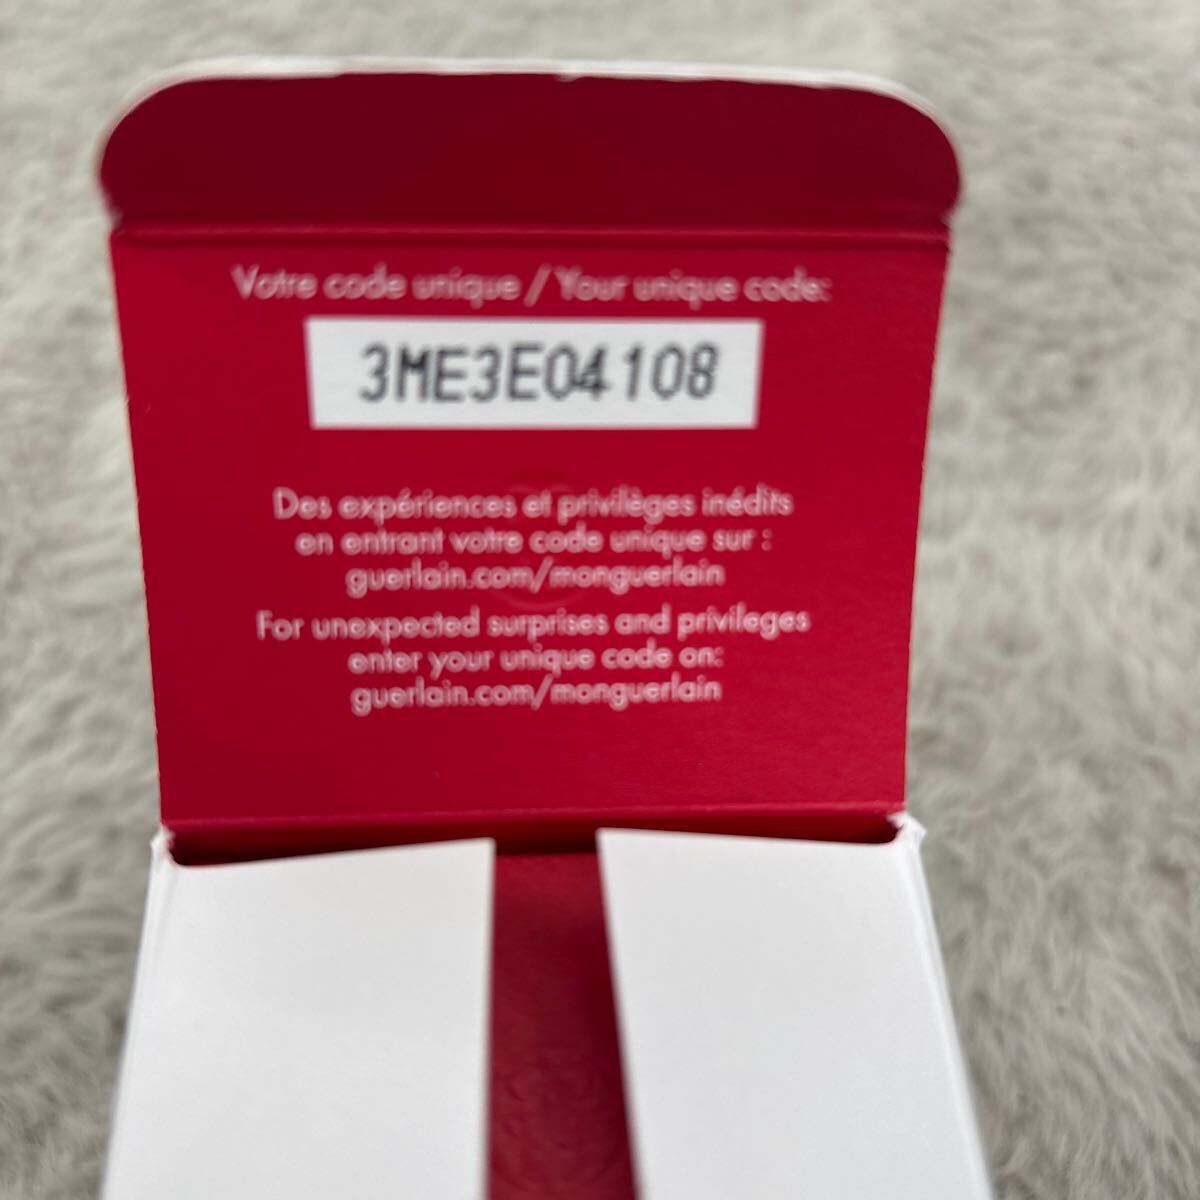 Votre code unique / Your unique code:
3ME3E04108
Des expériences et privilèges inédits
en entrant votre code unique sur :
guerlain.com/monguerlain
For unexpected surprises and privileges
enter your unique code on:
guerlain.com/monguerlain